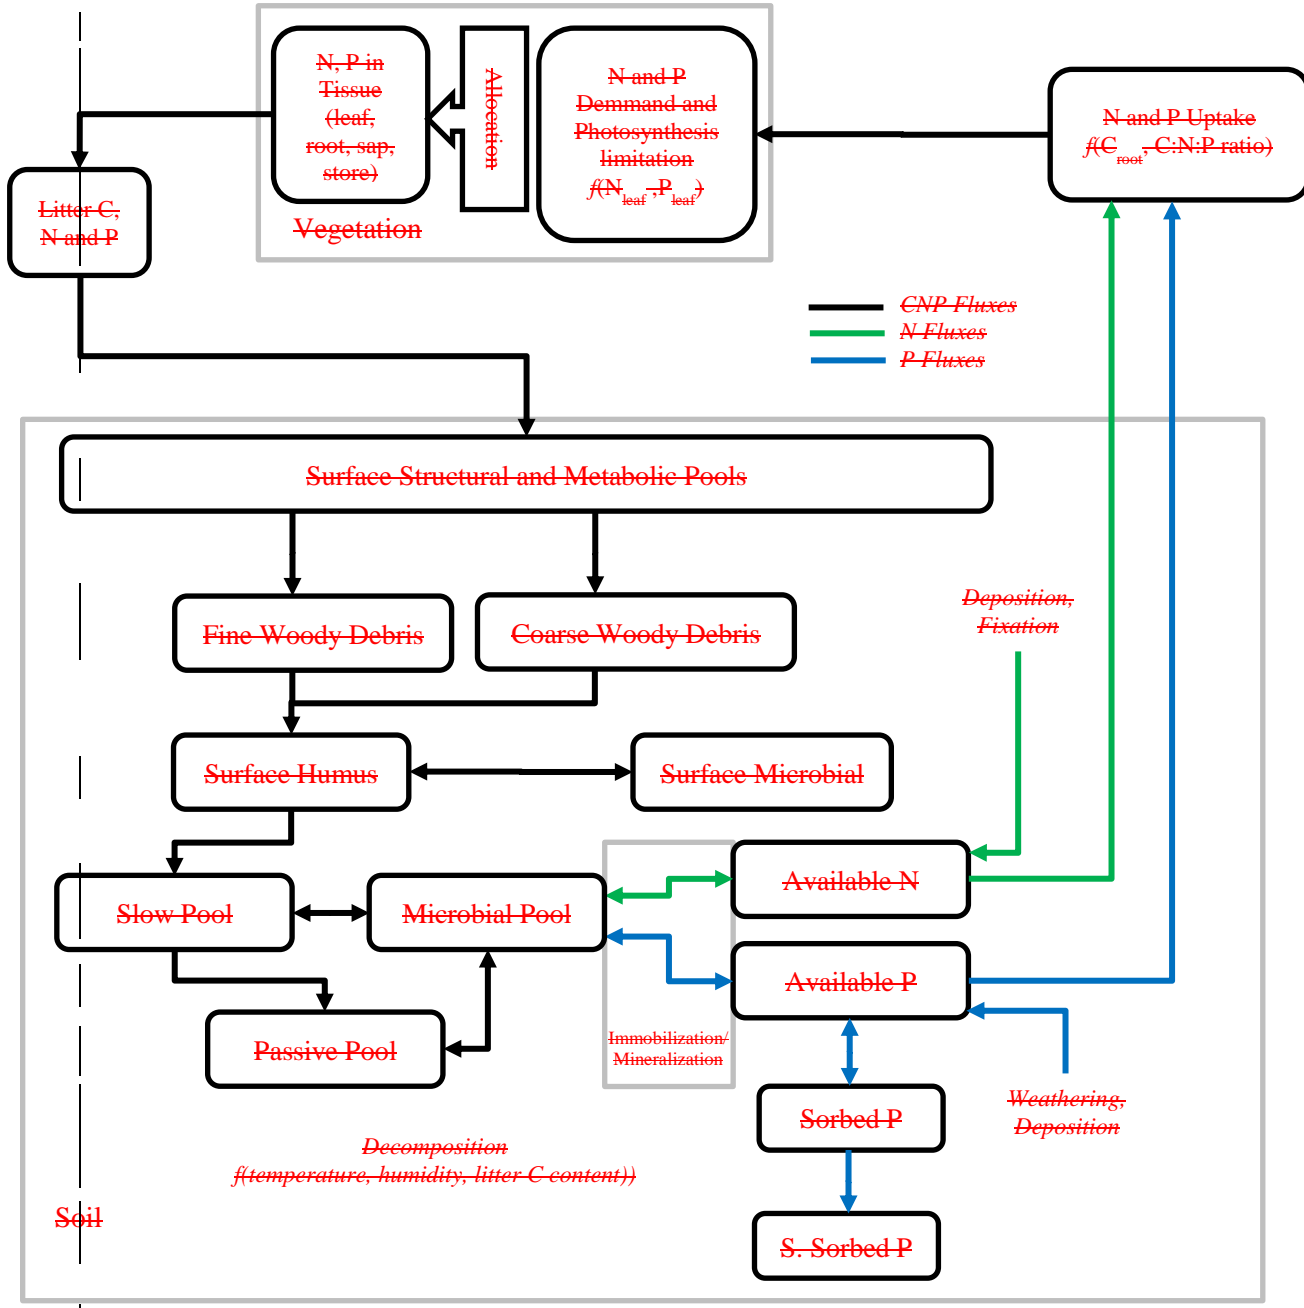 N, P in
Tissue
(leaf,
root, sap,
store)
Allocation
N and P
Demmand and
Photosynthesis
limitation
f(N_leaf ,P_leaf)
Vegetation
N and P Uptake
f(C_root, C:N:P ratio)
Litter C,
N and P
CNP Fluxes
N Fluxes
P Fluxes
Surface Structural and Metabolic Pools
Fine Woody Debris
Coarse Woody Debris
Deposition,
Fixation
Surface Humus
Surface Microbial
Slow Pool
Microbial Pool
Available N
Available P
Passive Pool
Immobilization/
Mineralization
Sorbed P
Weathering,
Deposition
Decomposition
f(temperature, humidity, litter C content))
Soil
S. Sorbed P